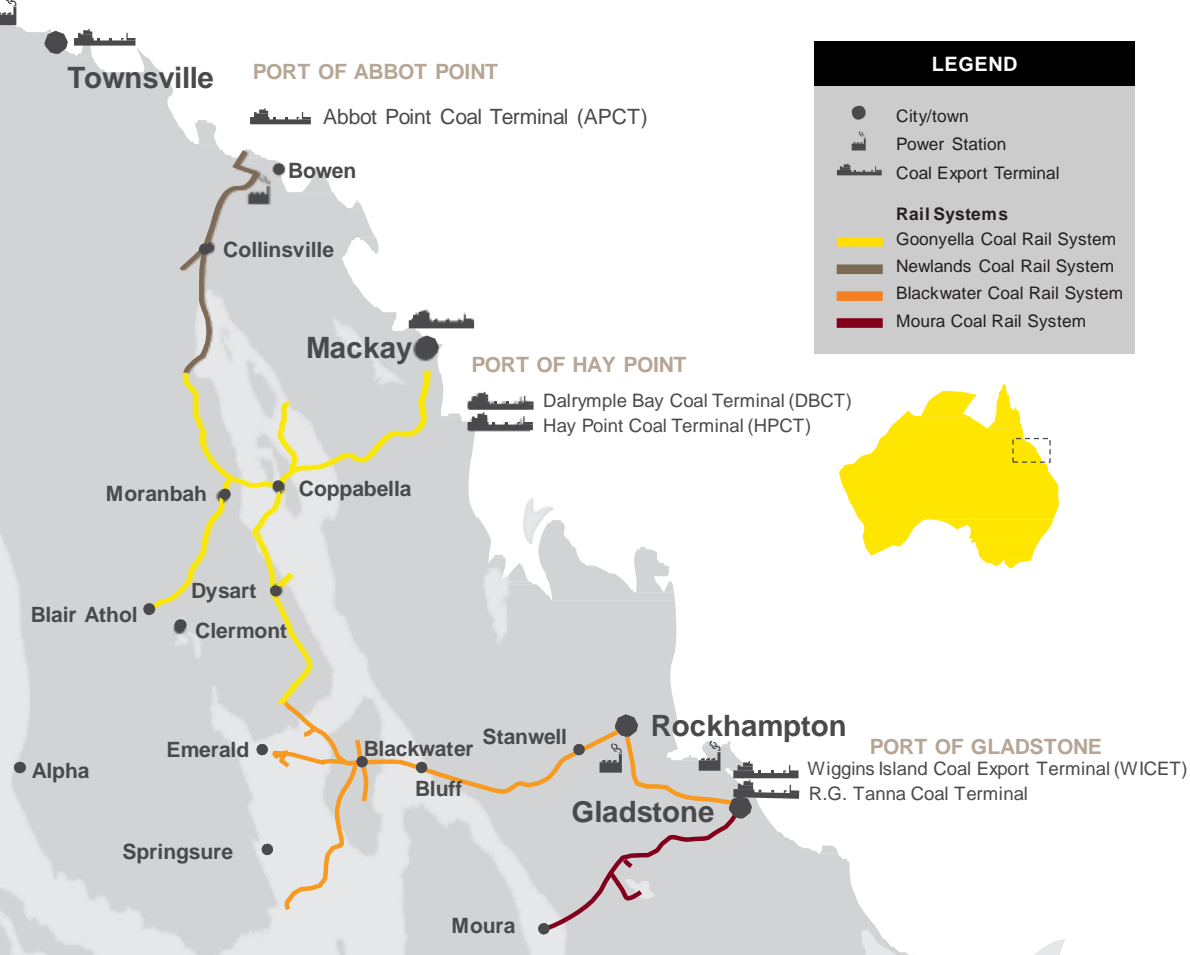 Townsville
PORT OF ABBOT POINT
Abbot Point Coal Terminal (APCT)
Bowen
Collinsville
LEGEND
City/town
Power Station
Coal Export Terminal
Rail Systems
Goonyella Coal Rail System
Newlands Coal Rail System
Blackwater Coal Rail System
Moura Coal Rail System
Mackay
PORT OF HAY POINT
Dalrymple Bay Coal Terminal (DBCT)
Hay Point Coal Terminal (HPCT)
Moranbah
Coppabella
Dysart
Blair Athol
Clermont
Rockhampton
Stanwell
Emerald
Blackwater
PORT OF GLADSTONE
Wiggins Island Coal Export Terminal (WICET)
Alpha
Bluff
R.G. Tanna Coal Terminal
Gladstone
Springsure
Moura